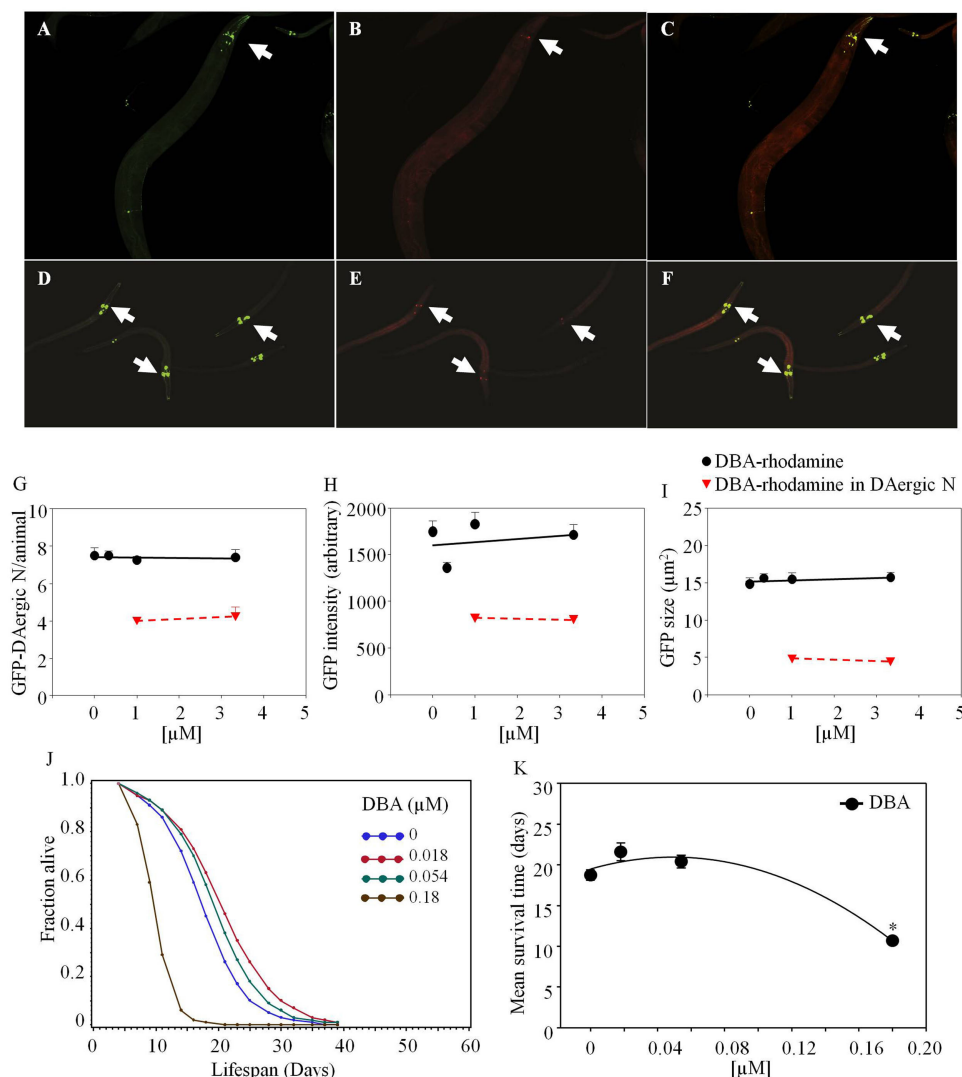 A
B
C
D
E
F
DBA-rhodamine
DBA-rhodamine in DAergic N
G
GFP-DAergic N/animal
10
8
6
4
2
0
0 1 2 3 4 5
[µM]
H
GFP intensity (arbitrary)
2000
1500
1000
500
0
0 1 2 3 4 5
[µM]
I
GFP size (µm²)
25
20
15
10
5
0
0 1 2 3 4 5
[µM]
J
Fraction alive
1.0
0.8
0.6
0.4
0.2
0
0 10 20 30 40 50 60
Lifespan (Days)
DBA (µM)
0
0.018
0.054
0.18
K
Mean survival time (days)
30
25
20
15
10
5
0
0 0.04 0.08 0.12 0.16 0.20
[µM]
DBA
*